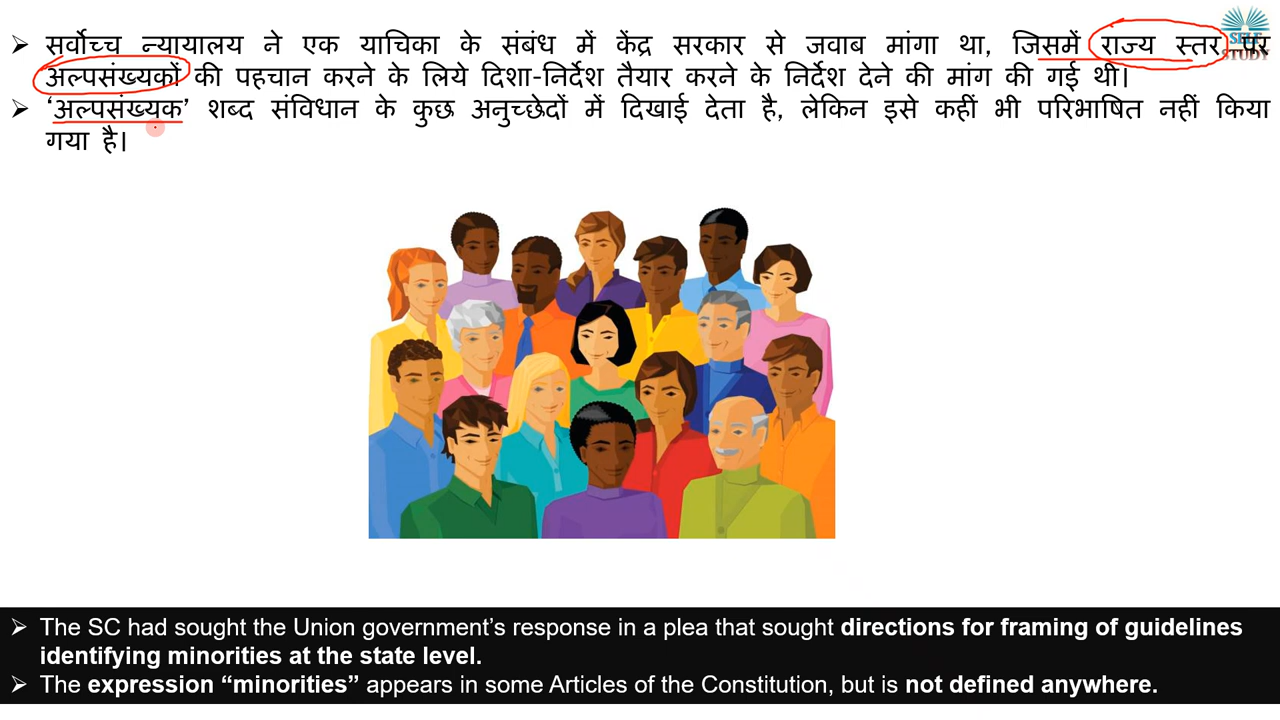 ➢ सर्वोच्च न्यायालय ने एक याचिका के संबंध में केंद्र सरकार से जवाब मांगा था, जिसमें राज्य स्तर पर
अल्पसंख्यकों की पहचान करने के लिये दिशा-निर्देश तैयार करने के निर्देश देने की मांग की गई थी।
➢ ‘अल्पसंख्यक’ शब्द संविधान के कुछ अनुच्छेदों में दिखाई देता है, लेकिन इसे कहीं भी परिभाषित नहीं किया
गया है।
SELF
STUDY
➢ The SC had sought the Union government’s response in a plea that sought directions for framing of guidelines
identifying minorities at the state level.
➢ The expression “minorities” appears in some Articles of the Constitution, but is not defined anywhere.